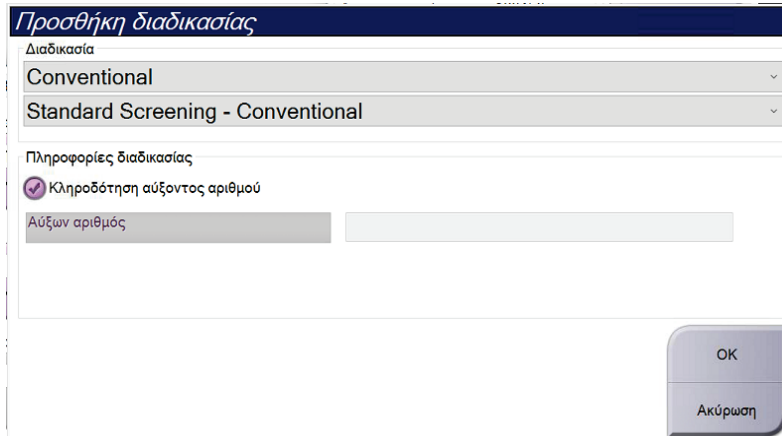 Προσθήκη διαδικασίας
Διαδικασία
Conventional
Standard Screening - Conventional
Πληροφορίες διαδικασίας
Κληροδότηση αύξοντος αριθμού
Αύξων αριθμός
OK
Ακύρωση